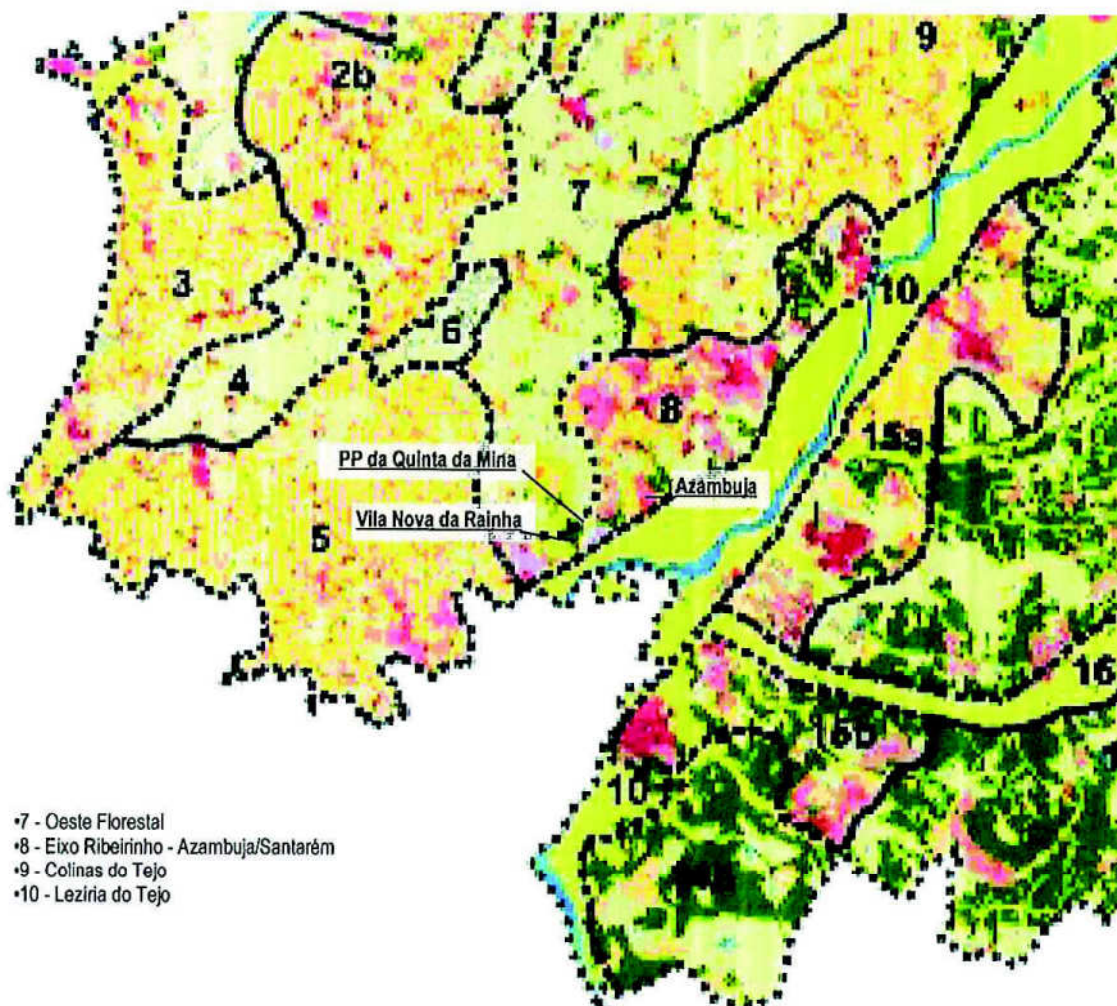 2b
9
7
3
10
6
4
8
15a
PP da Quinta da Mina
Azambuja
Vila Nova da Rainha
5
16
15b
10
•7 - Oeste Florestal
•8 - Eixo Ribeirinho - Azambuja/Santarém
•9 - Colinas do Tejo
•10 - Lezíria do Tejo